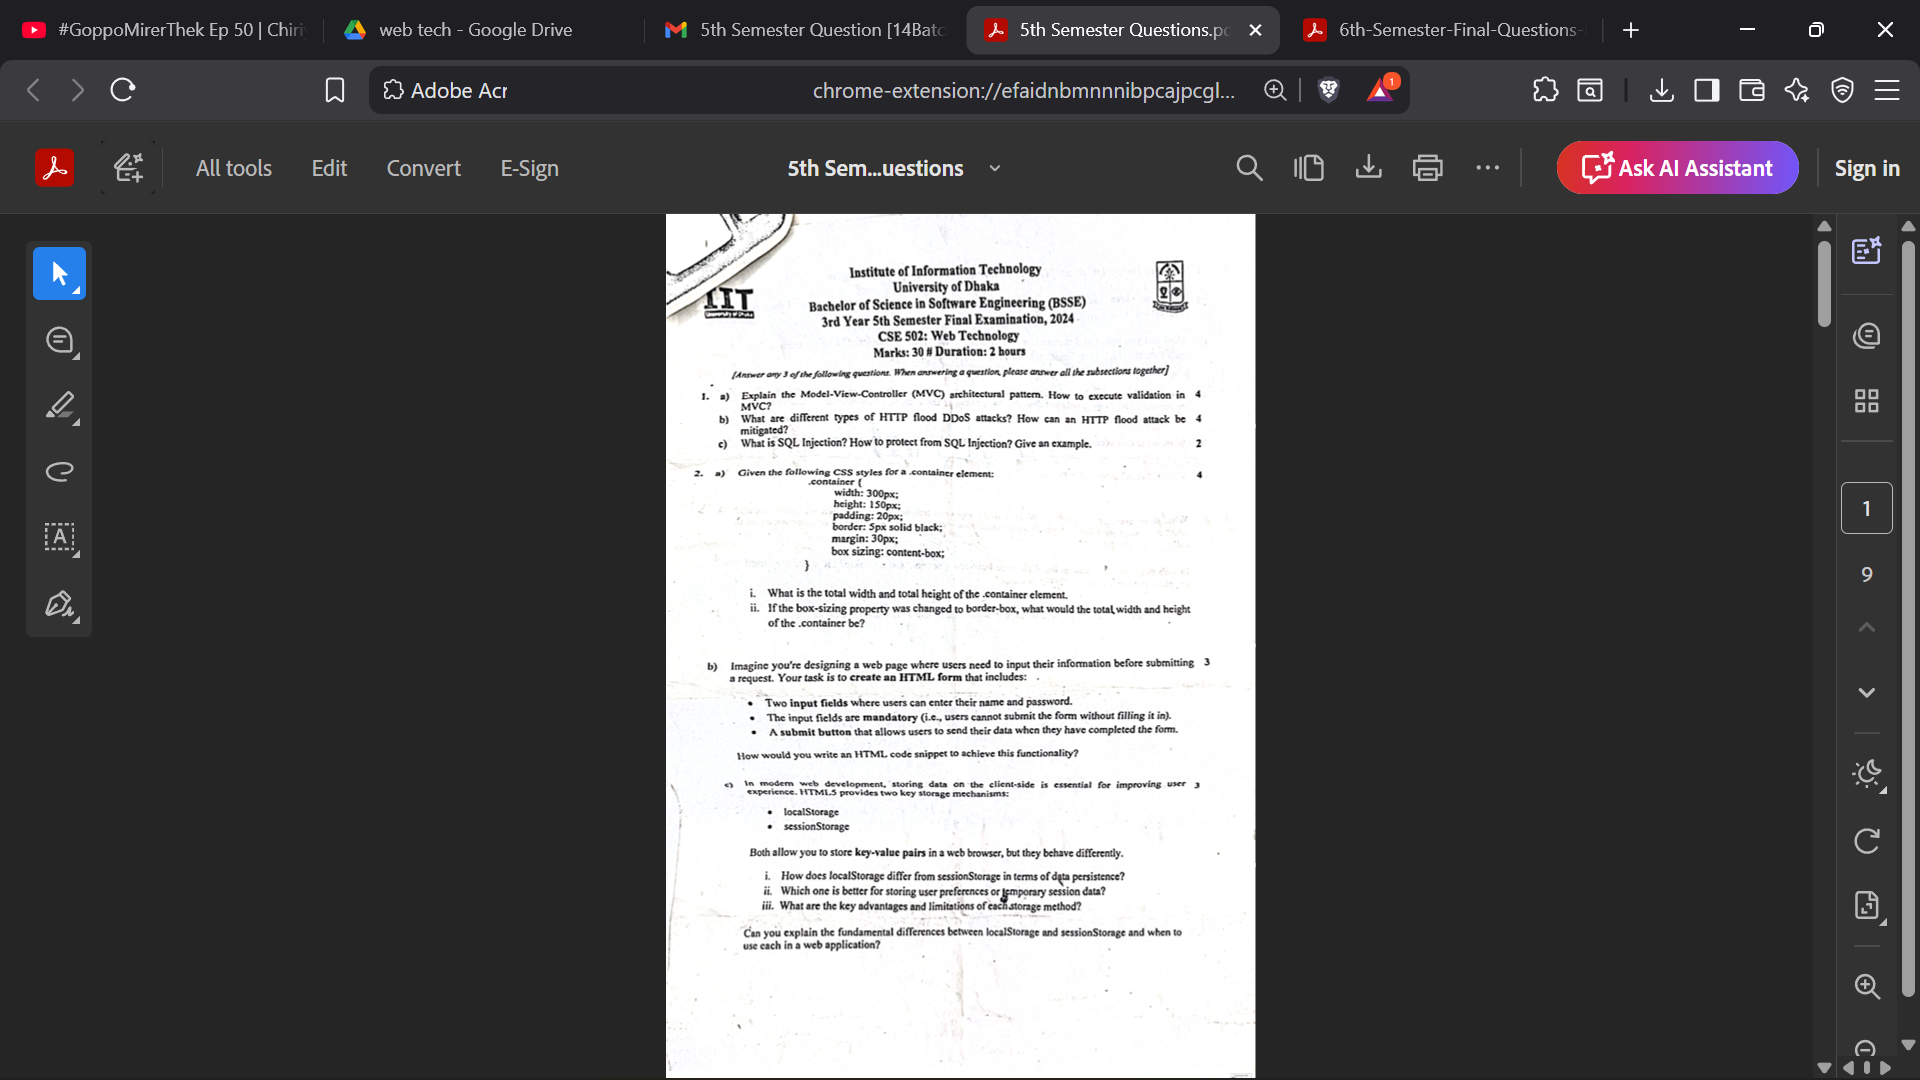 #GoppoMirerThek Ep 50 | Chiri
web tech - Google Drive
5th Semester Question [14Batc
5th Semester Questions.pd
6th-Semester-Final-Questions-
Adobe Acr
chrome-extension://efaidnbmnnnibpcajpcgl...
1
All tools
Edit
Convert
E-Sign
5th Sem...uestions
Ask AI Assistant
Sign in
IIT
University of Dhaka
Institute of Information Technology
University of Dhaka
Bachelor of Science in Software Engineering (BSSE)
3rd Year 5th Semester Final Examination, 2024
CSE 502: Web Technology
Marks: 30 # Duration: 2 hours
[Answer any 3 of the following questions. When answering a question, please answer all the subsections together]
1. a) Explain the Model-View-Controller (MVC) architectural pattern. How to execute validation in 4
MVC?
b) What are different types of HTTP flood DDoS attacks? How can an HTTP flood attack be 4
mitigated?
c) What is SQL Injection? How to protect from SQL Injection? Give an example. 2
2. a) Given the following CSS styles for a .container element: 4
.container {
width: 300px;
height: 150px;
padding: 20px;
border: 5px solid black;
margin: 30px;
box sizing: content-box;
}
i. What is the total width and total height of the .container element.
ii. If the box-sizing property was changed to border-box, what would the total width and height
of the .container be?
b) Imagine you're designing a web page where users need to input their information before submitting 3
a request. Your task is to create an HTML form that includes:
• Two input fields where users can enter their name and password.
• The input fields are mandatory (i.e., users cannot submit the form without filling it in).
• A submit button that allows users to send their data when they have completed the form.
How would you write an HTML code snippet to achieve this functionality?
c) In modern web development, storing data on the client-side is essential for improving user 3
experience. HTML5 provides two key storage mechanisms:
• localStorage
• sessionStorage
Both allow you to store key-value pairs in a web browser, but they behave differently.
i. How does localStorage differ from sessionStorage in terms of data persistence?
ii. Which one is better for storing user preferences or temporary session data?
iii. What are the key advantages and limitations of each storage method?
Can you explain the fundamental differences between localStorage and sessionStorage and when to
use each in a web application?
1
9